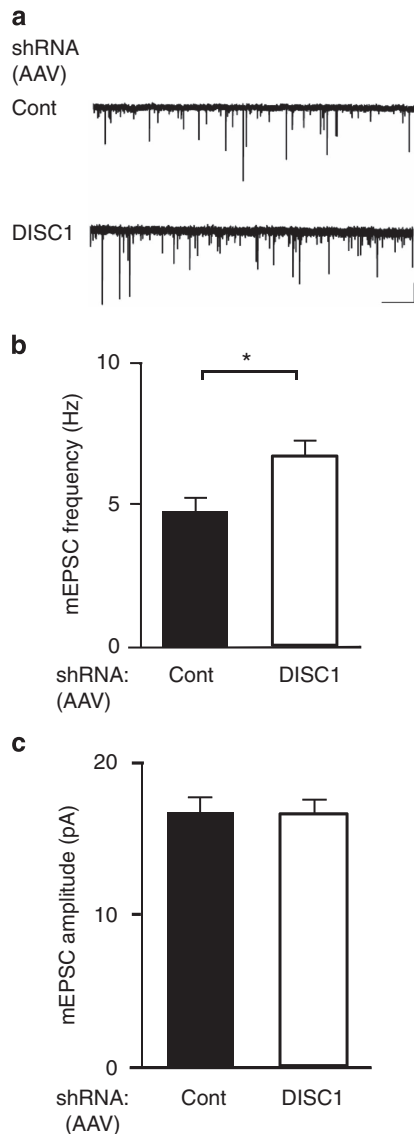 a
shRNA
(AAV)
Cont
DISC1
b
10
*
5
0
mEPSC frequency (Hz)
shRNA: Cont DISC1
(AAV)
c
20
10
0
mEPSC amplitude (pA)
shRNA: Cont DISC1
(AAV)